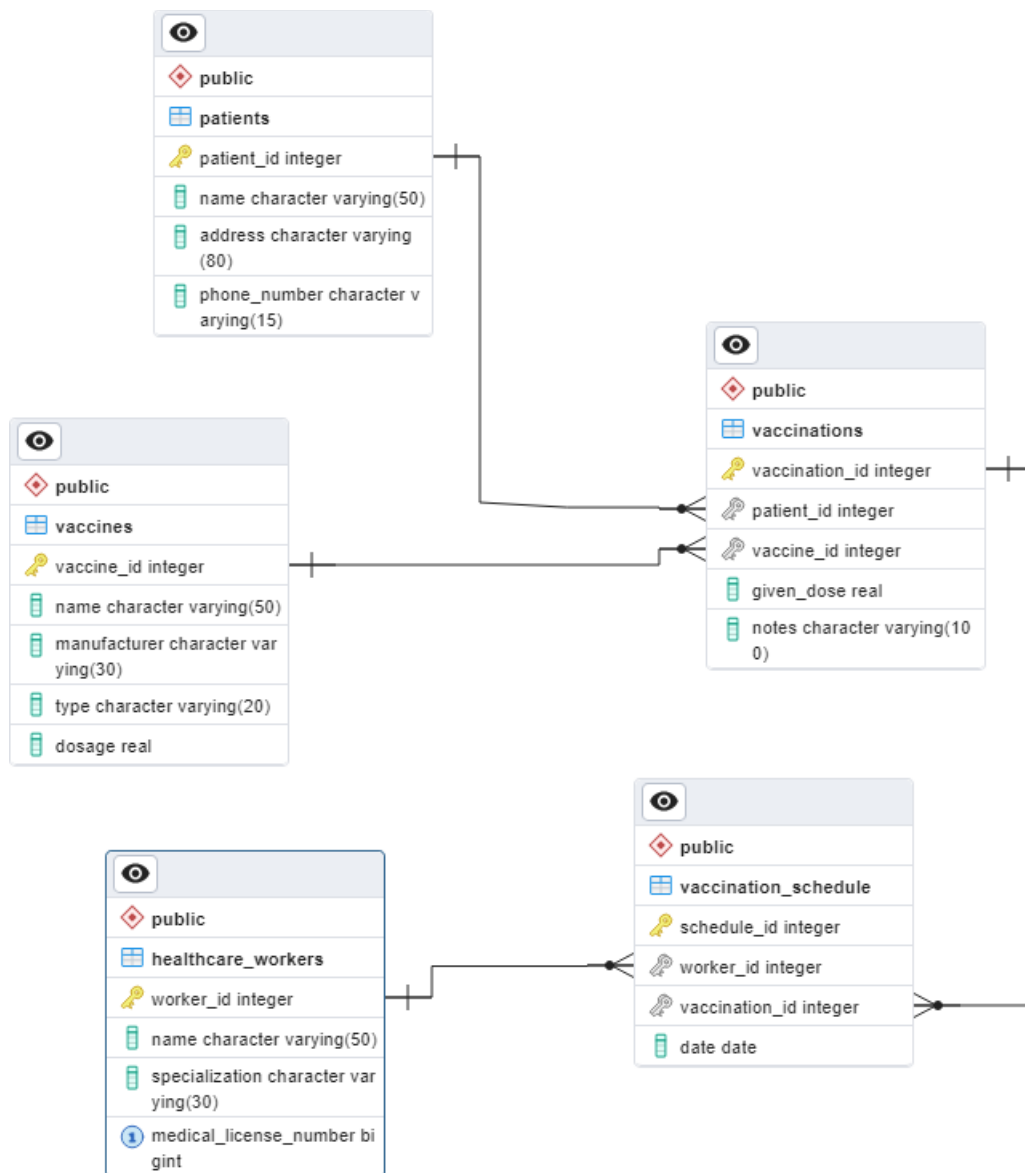 public
patients
patient_id integer
name character varying(50)
address character varying
(80)
phone_number character v
arying(15)
public
vaccines
vaccine_id integer
name character varying(50)
manufacturer character var
ying(30)
type character varying(20)
dosage real
public
vaccinations
vaccination_id integer
patient_id integer
vaccine_id integer
given_dose real
notes character varying(10
0)
public
healthcare_workers
worker_id integer
name character varying(50)
specialization character var
ying(30)
1 medical_license_number bi
gint
public
vaccination_schedule
schedule_id integer
worker_id integer
vaccination_id integer
date date